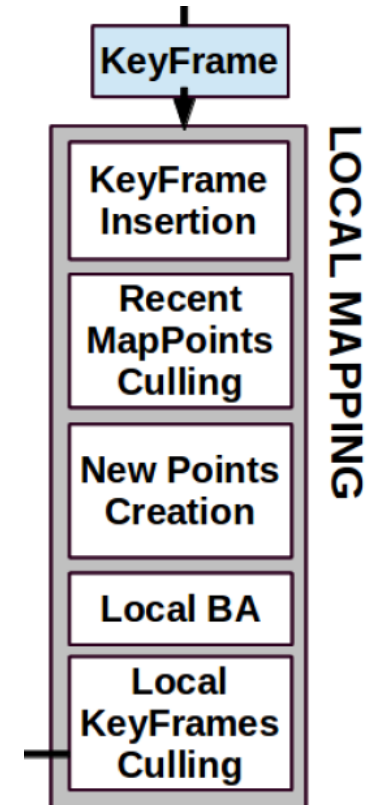 KeyFrame
KeyFrame
Insertion
Recent
MapPoints
Culling
New Points
Creation
Local BA
Local
KeyFrames
Culling
LOCAL MAPPING